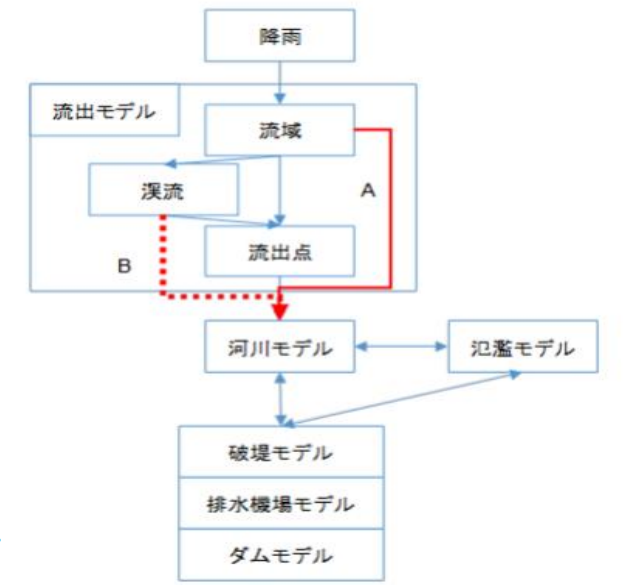 降雨
流出モデル
流域
渓流
A
流出点
B
河川モデル
氾濫モデル
破堤モデル
排水機場モデル
ダムモデル